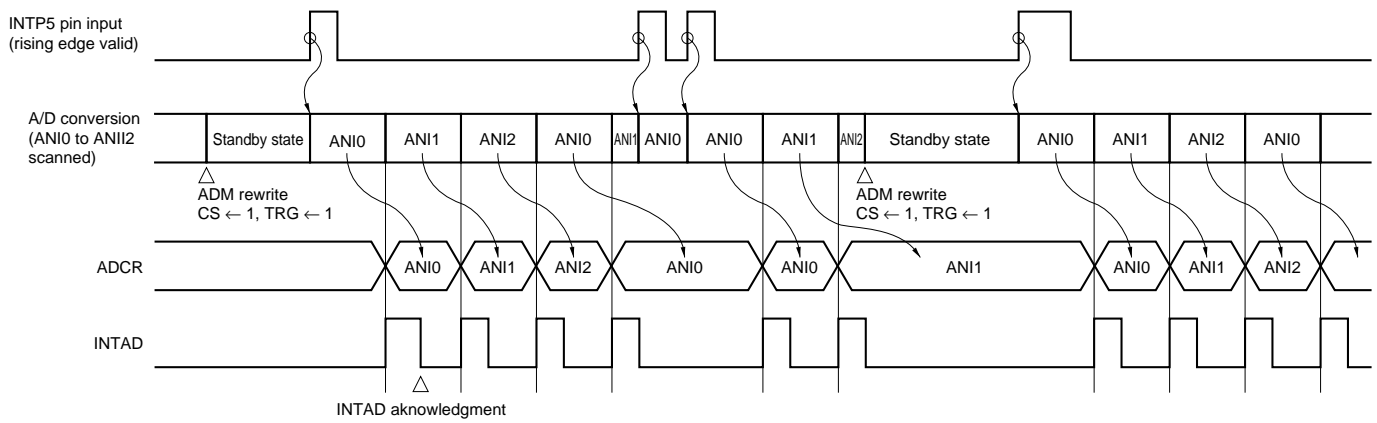 INTP5 pin input
(rising edge valid)
A/D conversion
(ANI0 to ANII2
scanned)
Standby state ANI0 ANI1 ANI2 ANI0 ANI1 ANI0 ANI0 ANI1 ANI2 Standby state ANI0 ANI1 ANI2 ANI0
ADM rewrite
CS ← 1, TRG ← 1
ADM rewrite
CS ← 1, TRG ← 1
ADCR ANI0 ANI1 ANI2 ANI0 ANI0 ANI1 ANI0 ANI1 ANI2
INTAD
INTAD aknowledgment